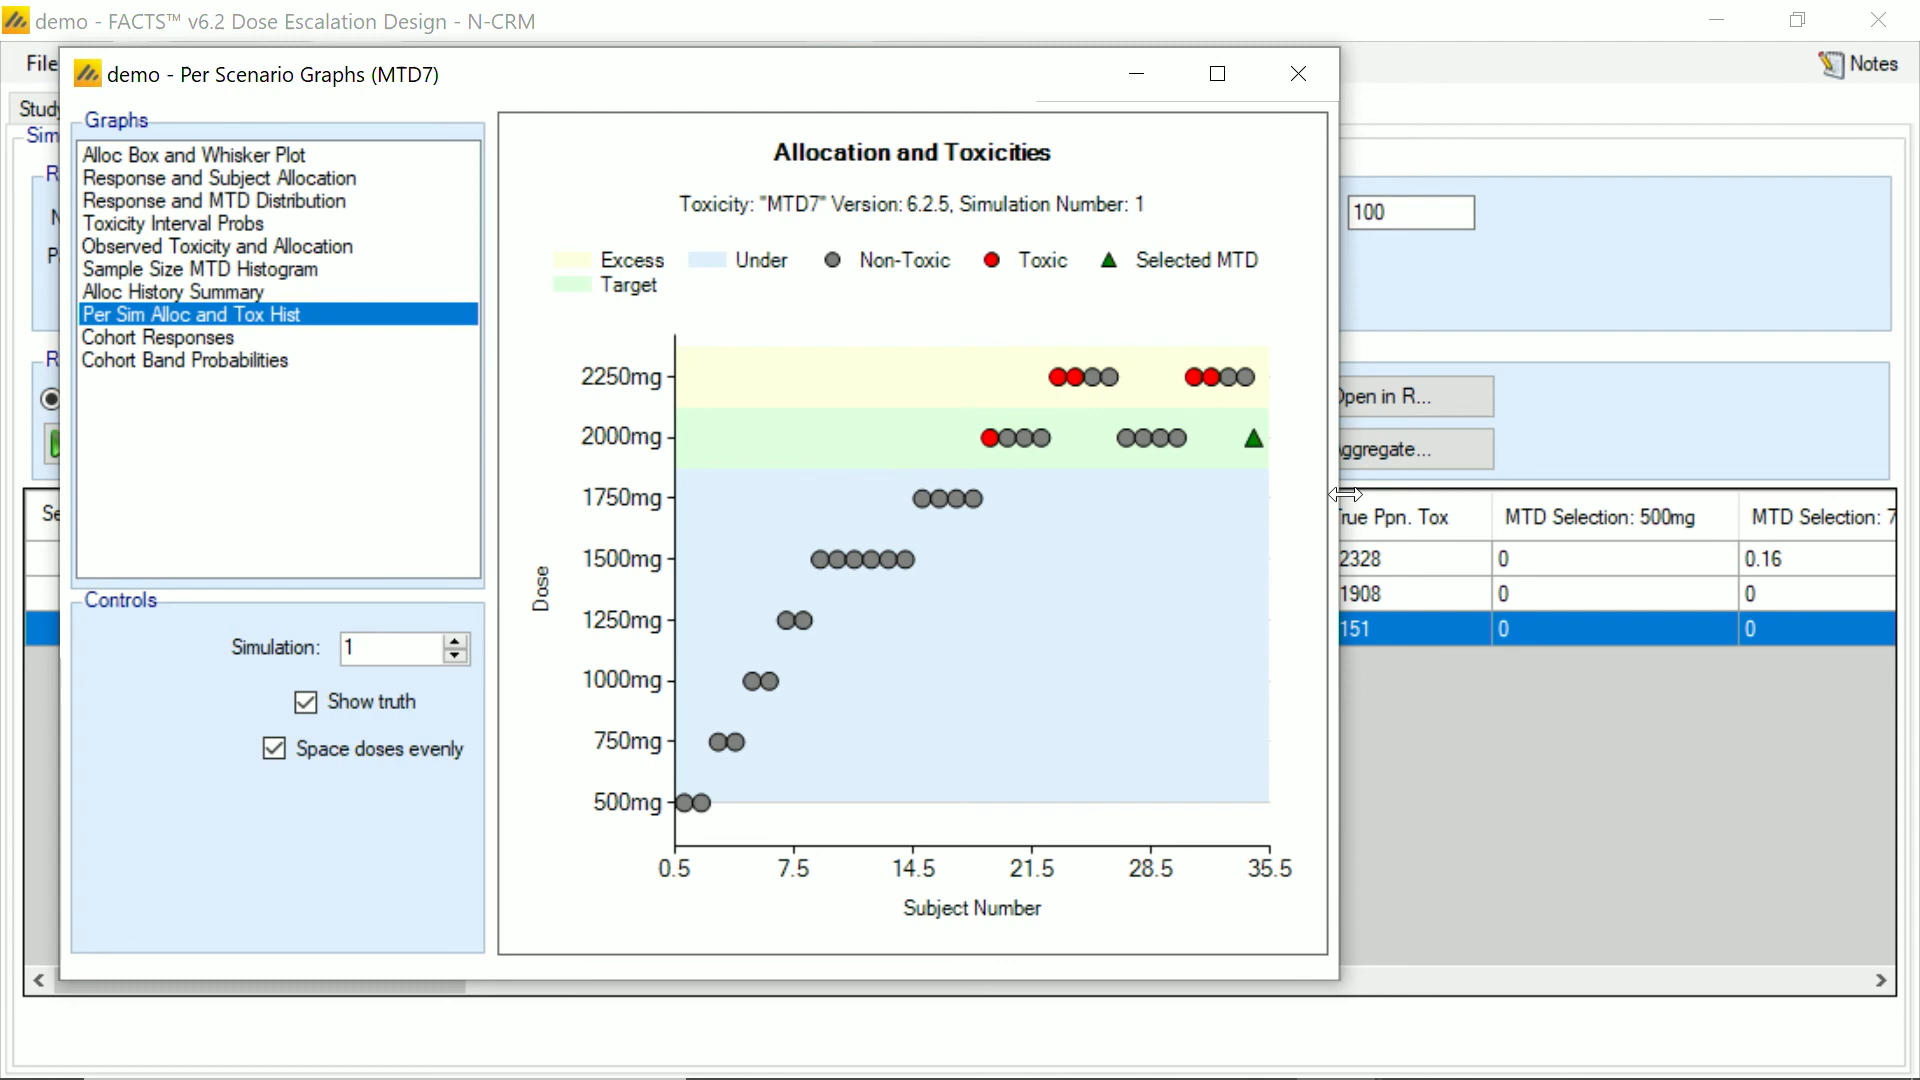 demo - FACTS™ v6.2 Dose Escalation Design - N-CRM
File
Notes
demo - Per Scenario Graphs (MTD7)
Study
Sim
Graphs
Alloc Box and Whisker Plot
Response and Subject Allocation
Response and MTD Distribution
Toxicity Interval Probs
Observed Toxicity and Allocation
Sample Size MTD Histogram
Alloc History Summary
Per Sim Alloc and Tox Hist
Cohort Responses
Cohort Band Probabilities
Controls
Simulation: 1
Show truth
Space doses evenly
Allocation and Toxicities
Toxicity: "MTD7" Version: 6.2.5, Simulation Number: 1
Excess Under Non-Toxic Toxic Selected MTD
Target
2250mg
2000mg
1750mg
1500mg
1250mg
1000mg
750mg
500mg
Dose
0.5 7.5 14.5 21.5 28.5 35.5
Subject Number
100
Open in R...
Aggregate...
True Ppn. Tox MTD Selection: 500mg MTD Selection: 7
2328 0 0.16
1908 0 0
151 0 0